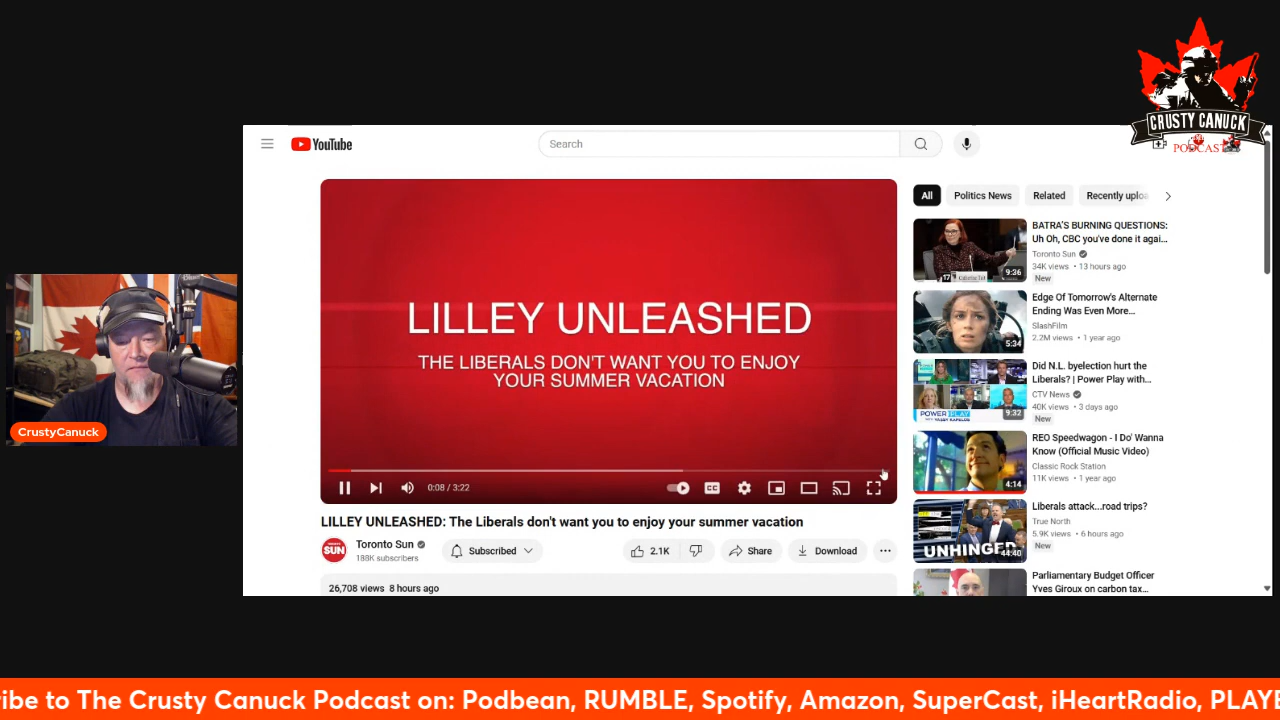 CRUSTY CANUCK
PODCAST
YouTube
Search
All
Politics News
Related
Recently uploa
LILLEY UNLEASHED
THE LIBERALS DON'T WANT YOU TO ENJOY
YOUR SUMMER VACATION
0:08 / 3:22
CC
LILLEY UNLEASHED: The Liberals don't want you to enjoy your summer vacation
SUN
Toronto Sun
188K subscribers
Subscribed
2.1K
Share
Download
26,708 views 8 hours ago
9:36
BATRA'S BURNING QUESTIONS:
Uh Oh, CBC you've done it agai...
Toronto Sun
34K views • 13 hours ago
New
5:34
Edge Of Tomorrow's Alternate
Ending Was Even More...
SlashFilm
2.2M views • 1 year ago
POWER PLAY
9:32
Did N.L. byelection hurt the
Liberals? | Power Play with...
CTV News
40K views • 3 days ago
New
4:14
REO Speedwagon - I Do' Wanna
Know (Official Music Video)
Classic Rock Station
11K views • 1 year ago
UNHINGED
44:40
Liberals attack...road trips?
True North
5.9K views • 6 hours ago
New
Parliamentary Budget Officer
Yves Giroux on carbon tax...
CrustyCanuck
ibe to The Crusty Canuck Podcast on: Podbean, RUMBLE, Spotify, Amazon, SuperCast, iHeartRadio, PLAYE